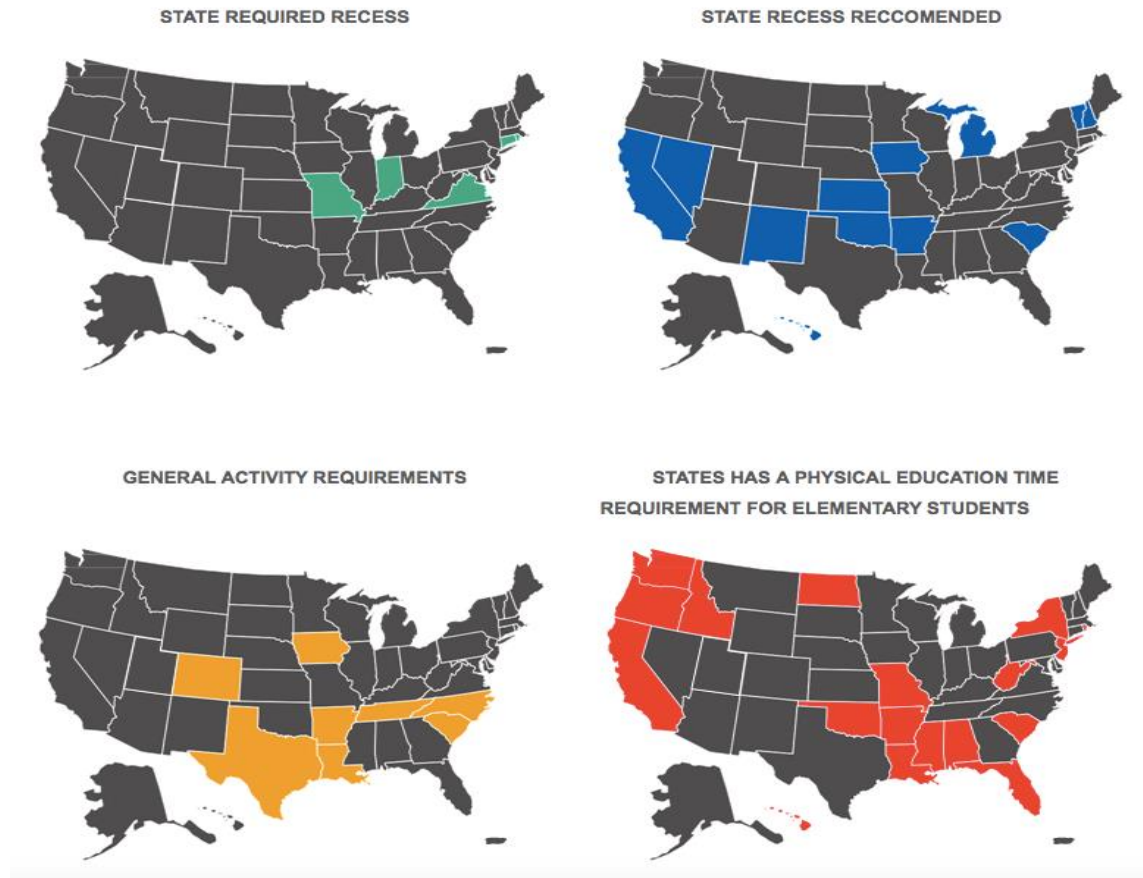 STATE REQUIRED RECESS
STATE RECESS RECCOMENDED
GENERAL ACTIVITY REQUIREMENTS
STATES HAS A PHYSICAL EDUCATION TIME
REQUIREMENT FOR ELEMENTARY STUDENTS